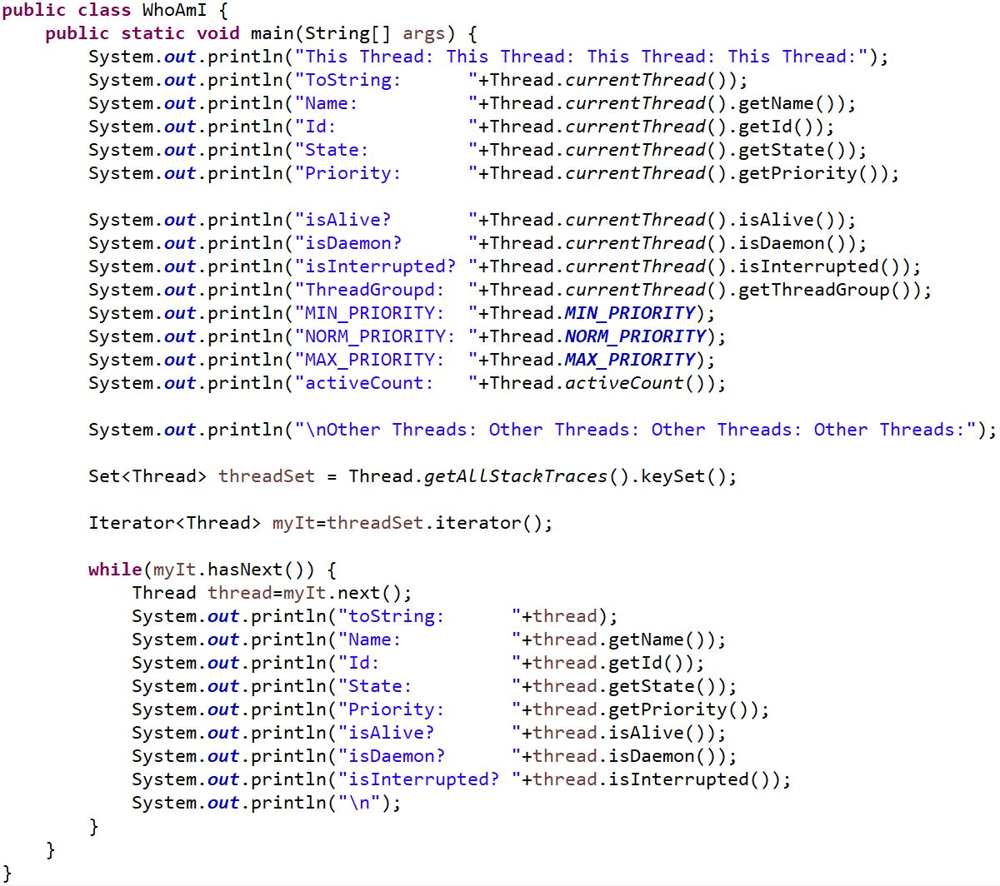 public class WhoAmI {
    public static void main(String[] args) {
        System.out.println("This Thread: This Thread: This Thread: This Thread:");
        System.out.println("ToString:      "+Thread.currentThread());
        System.out.println("Name:          "+Thread.currentThread().getName());
        System.out.println("Id:            "+Thread.currentThread().getId());
        System.out.println("State:         "+Thread.currentThread().getState());
        System.out.println("Priority:      "+Thread.currentThread().getPriority());

        System.out.println("isAlive?       "+Thread.currentThread().isAlive());
        System.out.println("isDaemon?      "+Thread.currentThread().isDaemon());
        System.out.println("isInterrupted? "+Thread.currentThread().isInterrupted());
        System.out.println("ThreadGroupd:  "+Thread.currentThread().getThreadGroup());
        System.out.println("MIN_PRIORITY:  "+Thread.MIN_PRIORITY);
        System.out.println("NORM_PRIORITY: "+Thread.NORM_PRIORITY);
        System.out.println("MAX_PRIORITY:  "+Thread.MAX_PRIORITY);
        System.out.println("activeCount:   "+Thread.activeCount());

        System.out.println("\nOther Threads: Other Threads: Other Threads: Other Threads:");

        Set<Thread> threadSet = Thread.getAllStackTraces().keySet();

        Iterator<Thread> myIt=threadSet.iterator();

        while(myIt.hasNext()) {
            Thread thread=myIt.next();
            System.out.println("toString:      "+thread);
            System.out.println("Name:          "+thread.getName());
            System.out.println("Id:            "+thread.getId());
            System.out.println("State:         "+thread.getState());
            System.out.println("Priority:      "+thread.getPriority());
            System.out.println("isAlive?       "+thread.isAlive());
            System.out.println("isDaemon?      "+thread.isDaemon());
            System.out.println("isInterrupted? "+thread.isInterrupted());
            System.out.println("\n");
        }
    }
}